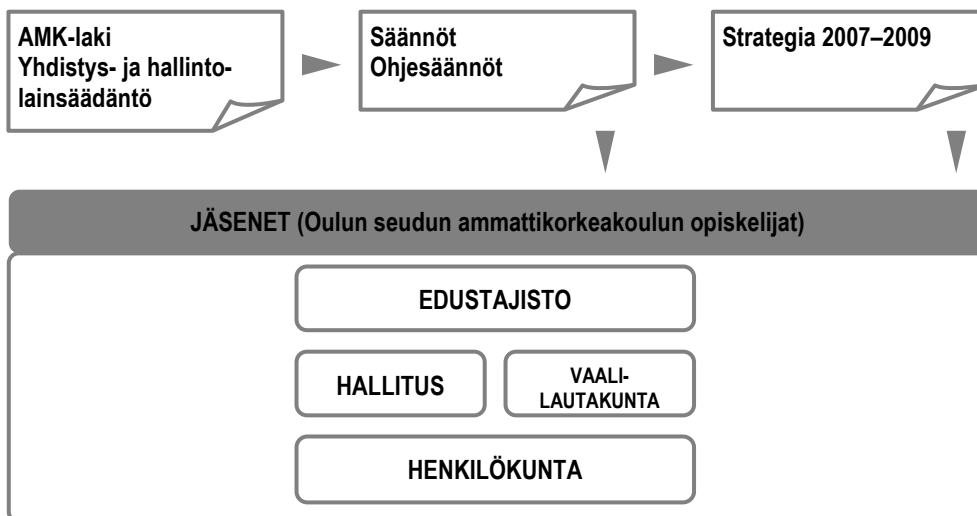 AMK-laki
Yhdistys- ja hallinto-
lainsäädäntö
Säännöt
Ohjesäännöt
Strategia 2007–2009
JÄSENET (Oulun seudun ammattikorkeakoulun opiskelijat)
EDUSTAJISTO
HALLITUS
VAALI-
LAUTAKUNTA
HENKILÖKUNTA